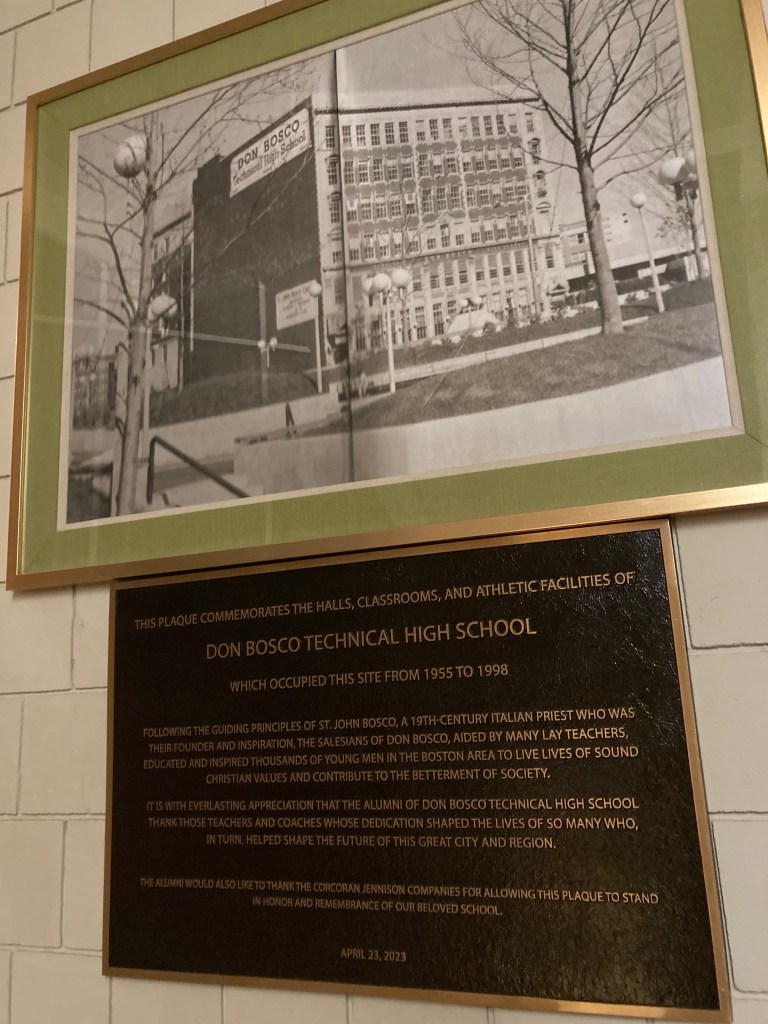 DON BOSCO
Technical High School
THIS PLAQUE COMMEMORATES THE HALLS, CLASSROOMS, AND ATHLETIC FACILITIES OF
DON BOSCO TECHNICAL HIGH SCHOOL
WHICH OCCUPIED THIS SITE FROM 1955 TO 1998
FOLLOWING THE GUIDING PRINCIPLES OF ST. JOHN BOSCO, A 19TH-CENTURY ITALIAN PRIEST WHO WAS
THEIR FOUNDER AND INSPIRATION, THE SALESIANS OF DON BOSCO, AIDED BY MANY LAY TEACHERS,
EDUCATED AND INSPIRED THOUSANDS OF YOUNG MEN IN THE BOSTON AREA TO LIVE LIVES OF SOUND
CHRISTIAN VALUES AND CONTRIBUTE TO THE BETTERMENT OF SOCIETY.
IT IS WITH EVERLASTING APPRECIATION THAT THE ALUMNI OF DON BOSCO TECHNICAL HIGH SCHOOL
THANK THOSE TEACHERS AND COACHES WHOSE DEDICATION SHAPED THE LIVES OF SO MANY WHO,
IN TURN, HELPED SHAPE THE FUTURE OF THIS GREAT CITY AND REGION.
THE ALUMNI WOULD ALSO LIKE TO THANK THE CORCORAN JENNISON COMPANIES FOR ALLOWING THIS PLAQUE TO STAND
IN HONOR AND REMEMBRANCE OF OUR BELOVED SCHOOL.
APRIL 23, 2023